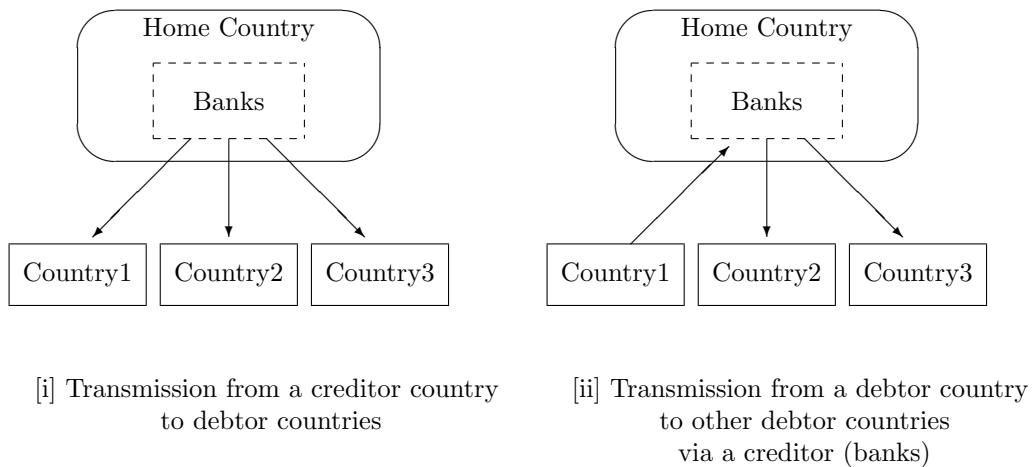 Home Country
Banks
Country1
Country2
Country3
[i] Transmission from a creditor country
to debtor countries
Home Country
Banks
Country1
Country2
Country3
[ii] Transmission from a debtor country
to other debtor countries
via a creditor (banks)